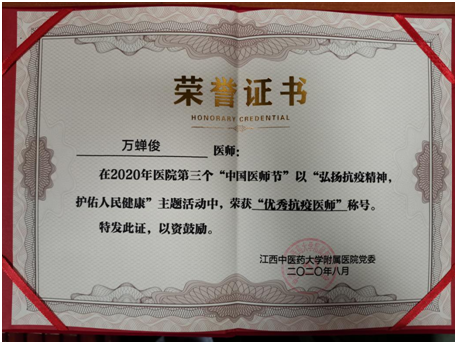 荣誉证书
HONORARY CREDENTIAL
万蝉俊 医师：
在2020年医院第三个“中国医师节”以“弘扬抗疫精神，
护佑人民健康”主题活动中，荣获“优秀抗疫医师”称号。
特发此证，以资鼓励。
江西中医药大学附属医院党委
二〇二〇年八月